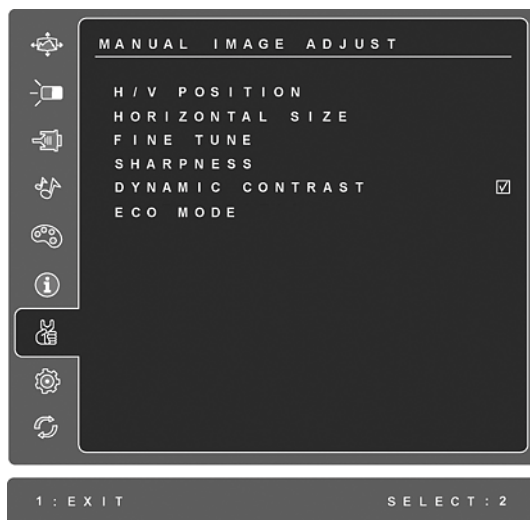 MANUAL IMAGE ADJUST
H/V POSITION
HORIZONTAL SIZE
FINE TUNE
SHARPNESS
DYNAMIC CONTRAST
ECO MODE
1:EXIT SELECT:2